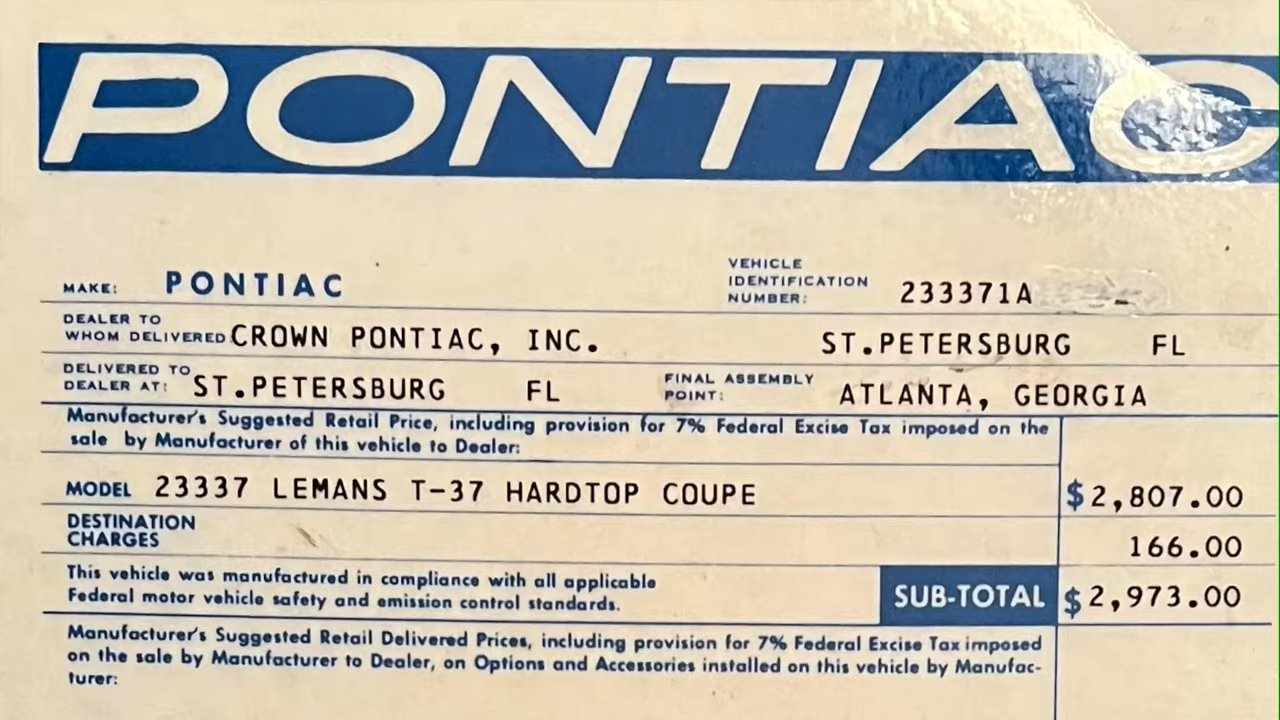 PONTIAC
MAKE: PONTIAC
VEHICLE
IDENTIFICATION
NUMBER: 233371A
DEALER TO
WHOM DELIVERED CROWN PONTIAC, INC. ST.PETERSBURG FL
DELIVERED TO
DEALER AT: ST.PETERSBURG FL
FINAL ASSEMBLY
POINT: ATLANTA, GEORGIA
Manufacturer's Suggested Retail Price, including provision for 7% Federal Excise Tax imposed on the
sale by Manufacturer of this vehicle to Dealer:
MODEL 23337 LEMANS T-37 HARDTOP COUPE $2,807.00
DESTINATION
CHARGES 166.00
This vehicle was manufactured in compliance with all applicable
Federal motor vehicle safety and emission control standards.
SUB-TOTAL $2,973.00
Manufacturer's Suggested Retail Delivered Prices, including provision for 7% Federal Excise Tax imposed
on the sale by Manufacturer to Dealer, on Options and Accessories installed on this vehicle by Manufac-
turer: